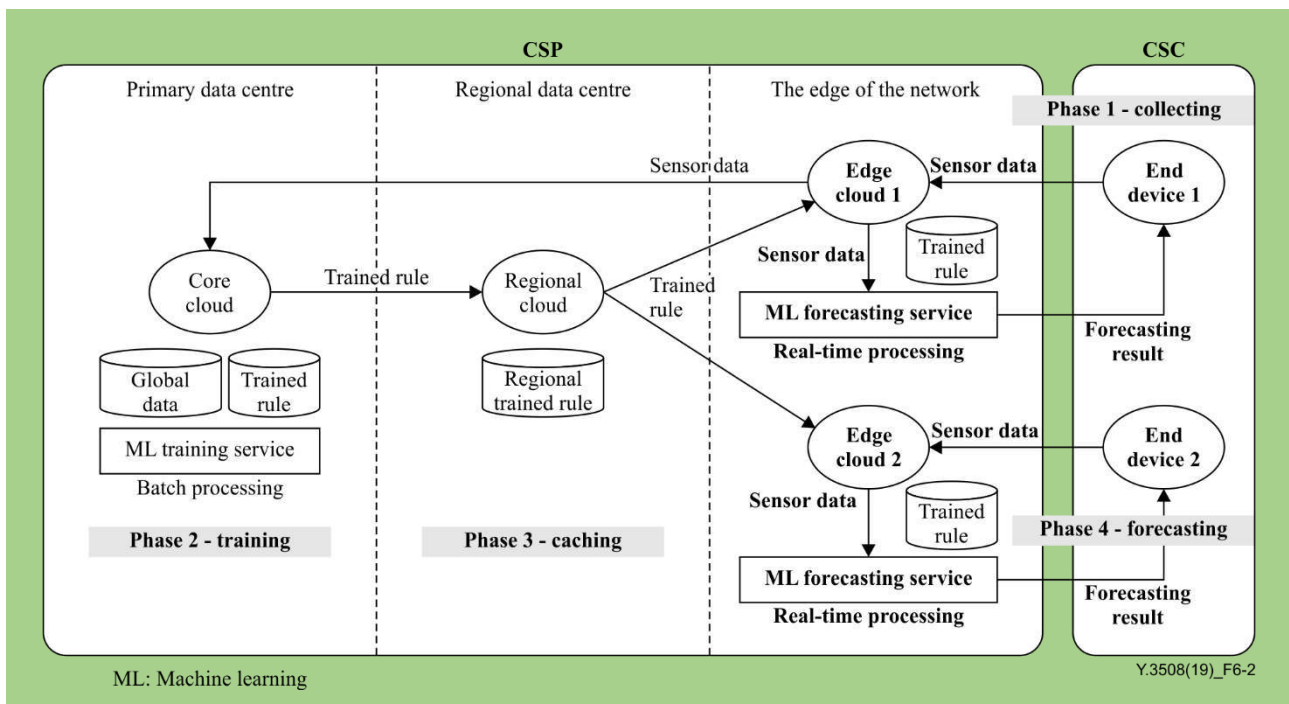 CSP
CSC
Primary data centre
Regional data centre
The edge of the network
Phase 1 - collecting
Sensor data
Edge
cloud 1
Sensor data
End
device 1
Sensor data
Trained
rule
Core
cloud
Trained rule
Regional
cloud
Trained
rule
ML forecasting service
Real-time processing
Forecasting
result
Global
data
Trained
rule
Regional
trained rule
ML training service
Batch processing
Edge
cloud 2
Sensor data
End
device 2
Sensor data
Trained
rule
Phase 2 - training
Phase 3 - caching
Phase 4 - forecasting
ML forecasting service
Real-time processing
Forecasting
result
ML: Machine learning
Y.3508(19)_F6-2